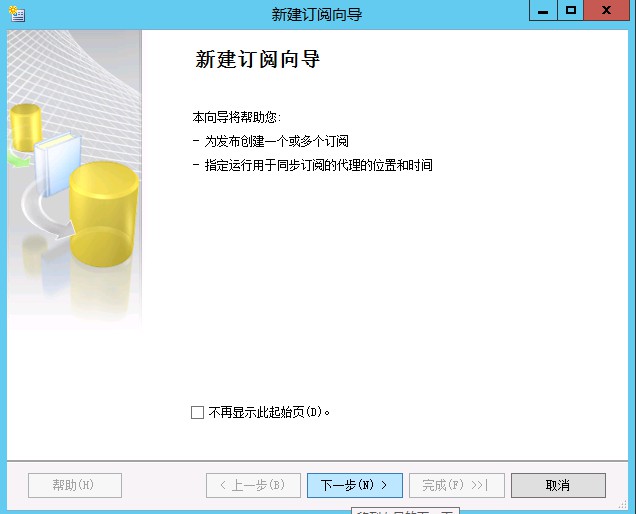 新建订阅向导
新建订阅向导
本向导将帮助您:
- 为发布创建一个或多个订阅
- 指定运行用于同步订阅的代理的位置和时间
不再显示此起始页(D)。
帮助(H)
< 上一步(B)
下一步(N) >
完成(F) >>|
取消